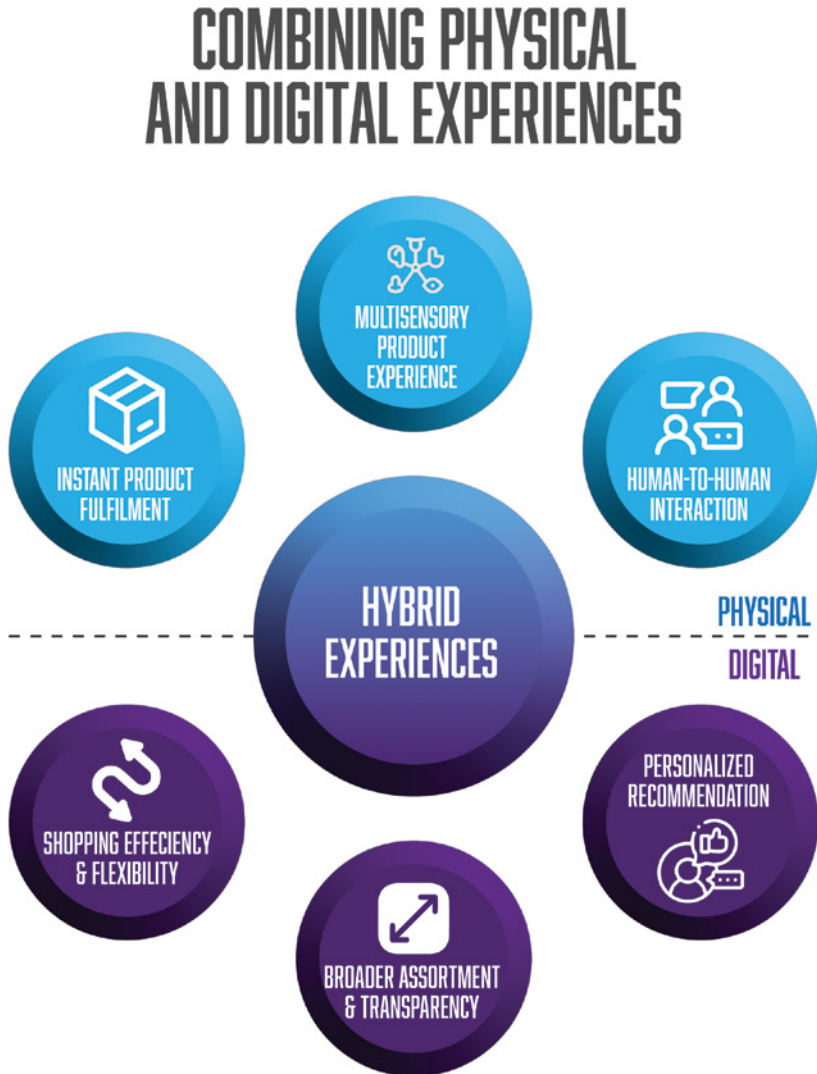 COMBINING PHYSICAL
AND DIGITAL EXPERIENCES
MULTISENSORY
PRODUCT
EXPERIENCE
INSTANT PRODUCT
FULFILMENT
HUMAN-TO-HUMAN
INTERACTION
HYBRID
EXPERIENCES
PHYSICAL
DIGITAL
SHOPPING EFFECIENCY
& FLEXIBILITY
PERSONALIZED
RECOMMENDATION
BROADER ASSORTMENT
& TRANSPARENCY